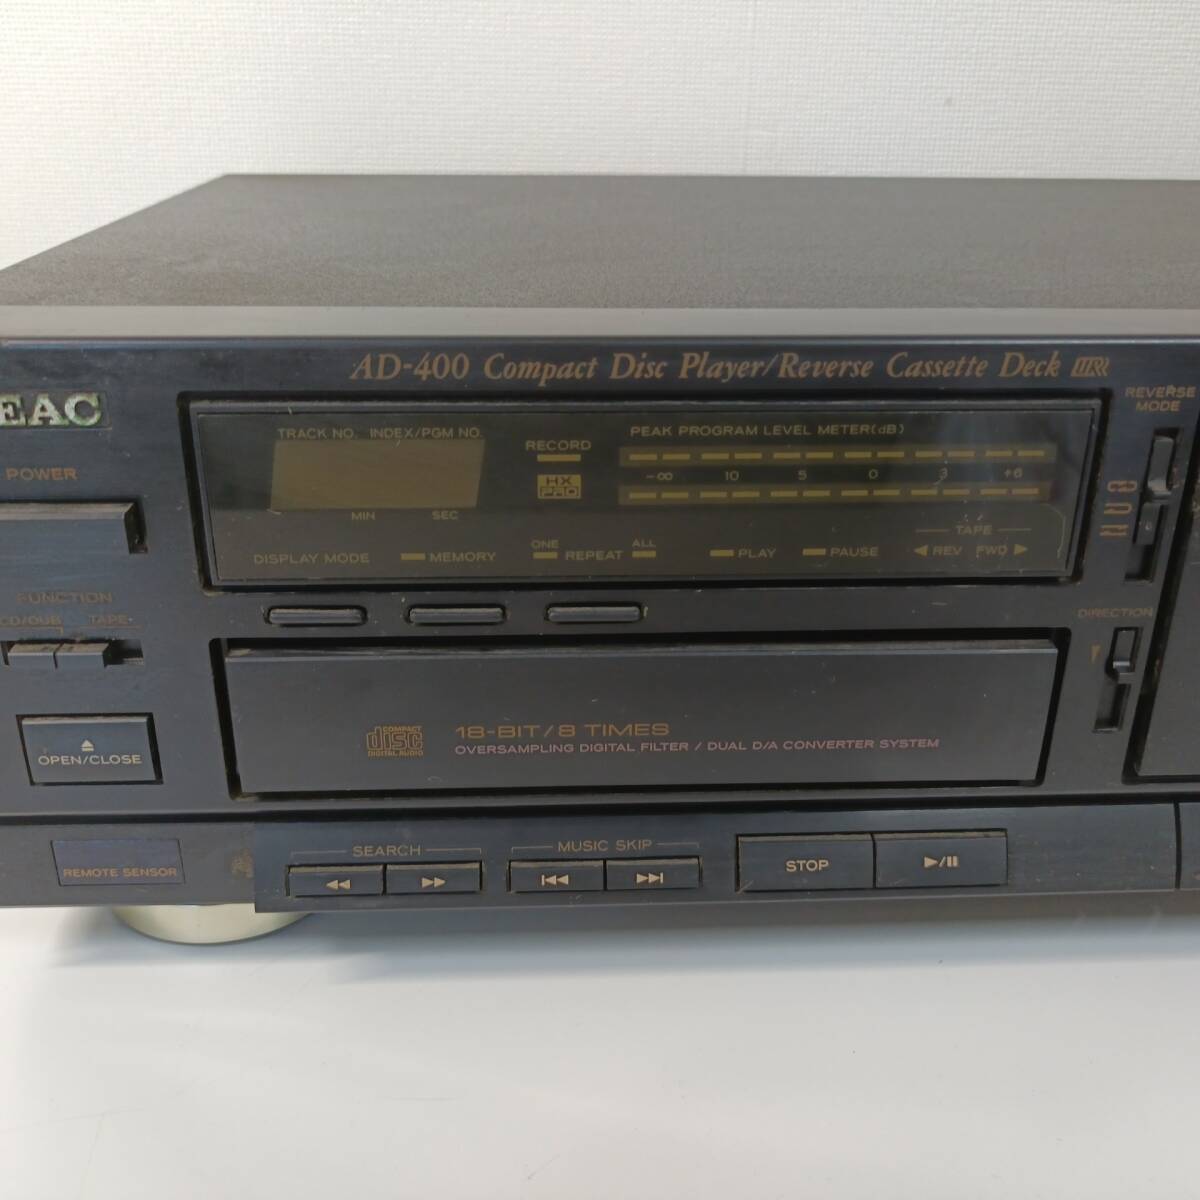 AD-400 Compact Disc Player/Reverse Cassette Deck
EAC
REVERSE MODE
TRACK NO. INDEX/PGM NO.
RECORD
PEAK PROGRAM LEVEL METER(dB)
POWER
HX PRO
-∞ 10 5 0 3 +6
MIN SEC
TAPE
DISPLAY MODE MEMORY ONE REPEAT ALL PLAY PAUSE ◀ REV FWD ▶
FUNCTION
CD/DUB TAPE
DIRECTION
COMPACT disc DIGITAL AUDIO
18-BIT/8 TIMES
OVERSAMPLING DIGITAL FILTER / DUAL D/A CONVERTER SYSTEM
OPEN/CLOSE
SEARCH MUSIC SKIP
STOP
REMOTE SENSOR